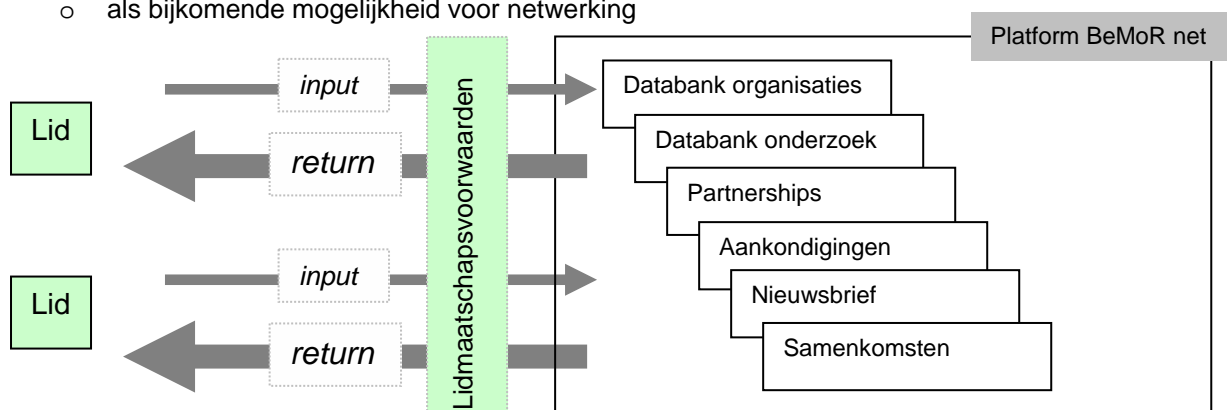 o als bijkomende mogelijkheid voor netwerking
Platform BeMoR net
input
Databank organisaties
Lid
return
Databank onderzoek
Partnerships
Lidmaatschapsvoorwaarden
Aankondigingen
input
Nieuwsbrief
Lid
return
Samenkomsten